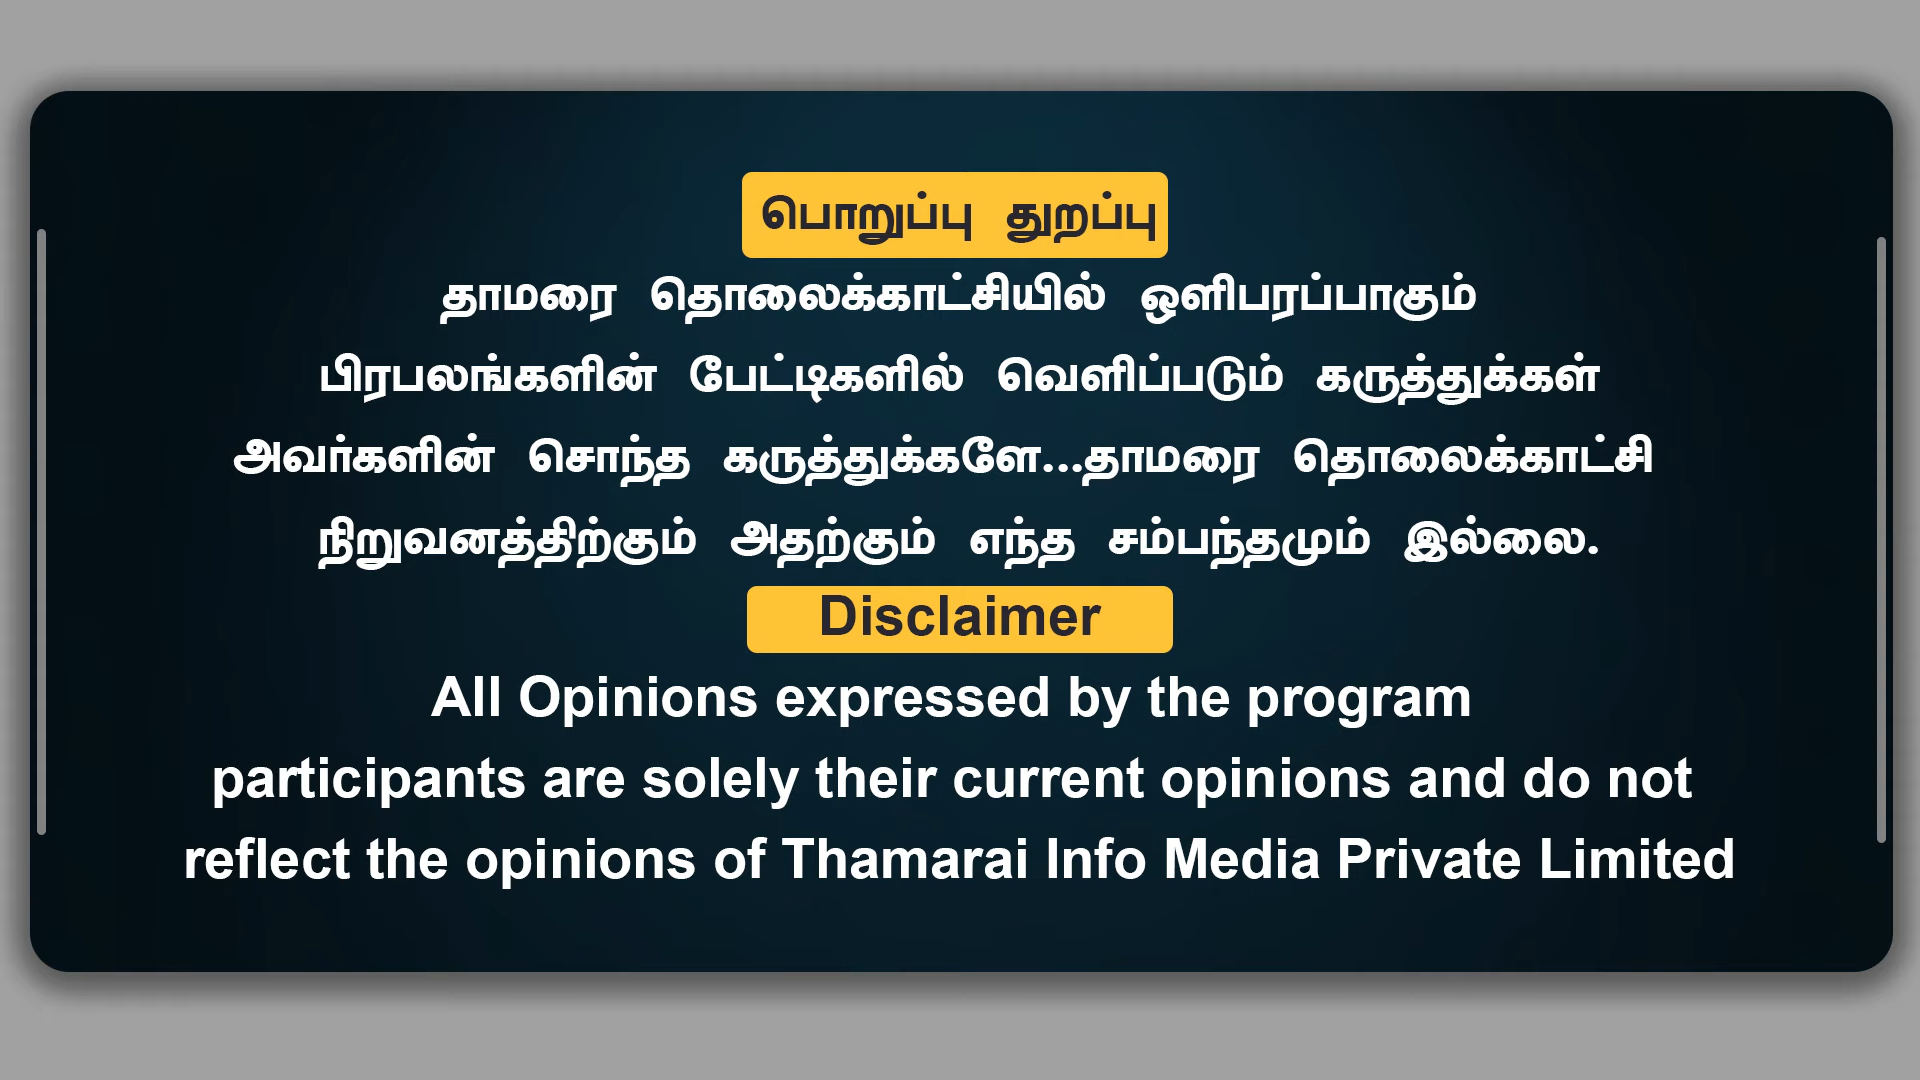 பொறுப்பு துறப்பு
தாமரை தொலைக்காட்சியில் ஒளிபரப்பாகும்
பிரபலங்களின் பேட்டிகளில் வெளிப்படும் கருத்துக்கள்
அவர்களின் சொந்த கருத்துக்களே...தாமரை தொலைக்காட்சி
நிறுவனத்திற்கும் அதற்கும் எந்த சம்பந்தமும் இல்லை.
Disclaimer
All Opinions expressed by the program
participants are solely their current opinions and do not
reflect the opinions of Thamarai Info Media Private Limited